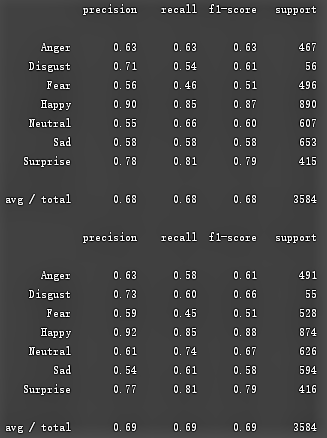 precision recall f1-score support
Anger 0.63 0.63 0.63 467
Disgust 0.71 0.54 0.61 56
Fear 0.56 0.46 0.51 496
Happy 0.90 0.85 0.87 890
Neutral 0.55 0.66 0.60 607
Sad 0.58 0.58 0.58 653
Surprise 0.78 0.81 0.79 415
avg / total 0.68 0.68 0.68 3584
precision recall f1-score support
Anger 0.63 0.58 0.61 491
Disgust 0.73 0.60 0.66 55
Fear 0.59 0.45 0.51 528
Happy 0.92 0.85 0.88 874
Neutral 0.61 0.74 0.67 626
Sad 0.54 0.61 0.58 594
Surprise 0.77 0.81 0.79 416
avg / total 0.69 0.69 0.69 3584